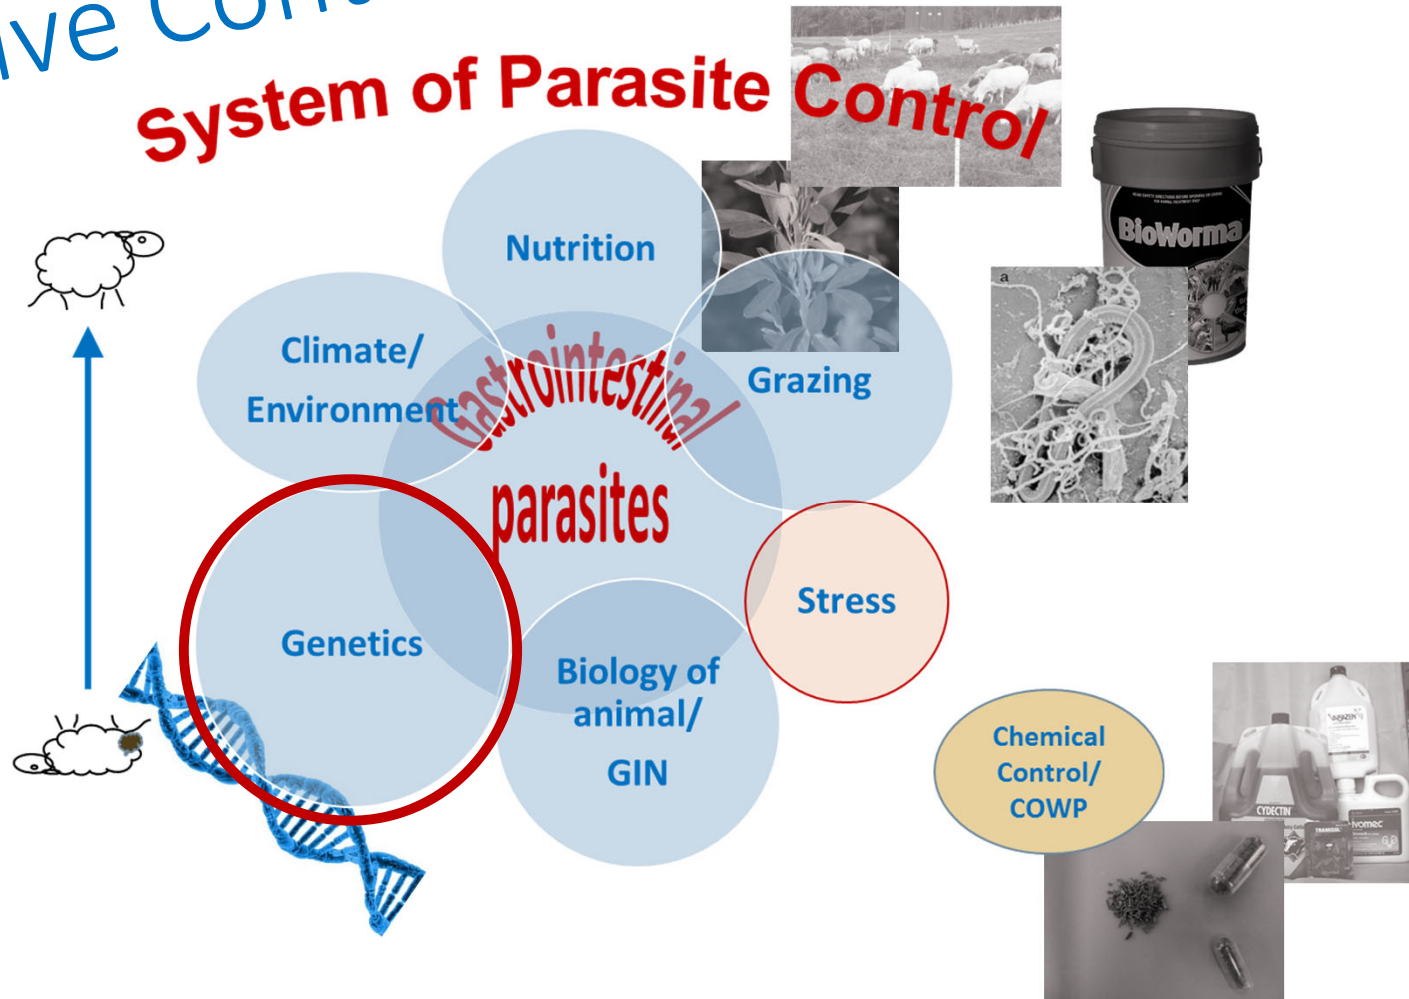 System of Parasite Control
BioWorma
a
Nutrition
Climate/
Environment
Grazing
Gastrointestinal
parasites
Stress
Genetics
Biology of
animal/
GIN
Chemical
Control/
COWP
CYDECTIN